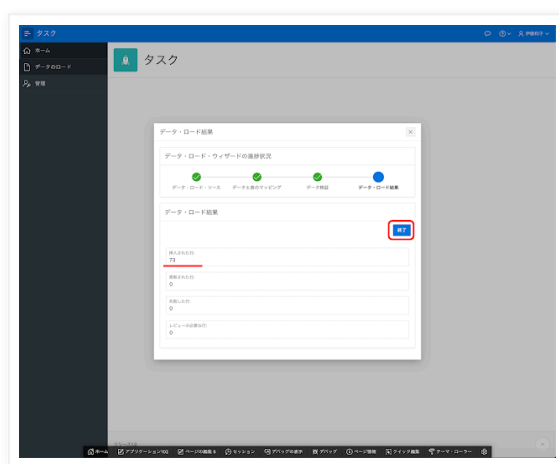 タスク
伊藤利子
ホーム
データのロード
管理
タスク
データ・ロード結果
データ・ロード・ウィザードの進捗状況
データ・ロード・ソース
データと表のマッピング
データ検証
データ・ロード結果
データ・ロード結果
終了
挿入された行:
73
更新された行:
0
失敗した行:
0
レビューの必要な行:
0
ホーム
アプリケーション102
ページの編集 5
セッション
デバッグの表示
デバッグ
ページ情報
クイック編集
テーマ・ローラー